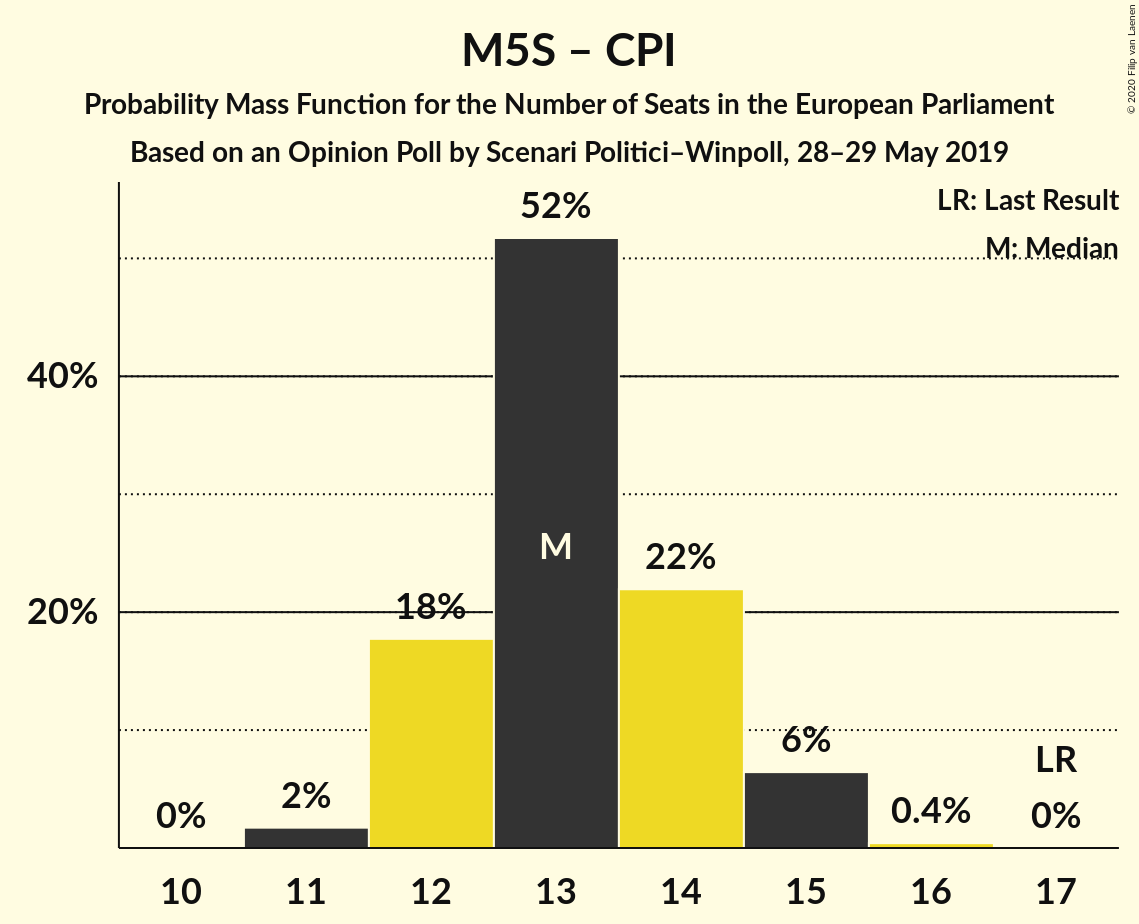 M5S – CPI
Probability Mass Function for the Number of Seats in the European Parliament
Based on an Opinion Poll by Scenari Politici–Winpoll, 28–29 May 2019
© 2020 Filip van Laenen
LR: Last Result
M: Median
40%
20%
0%
2%
18%
52%
M
22%
6%
0.4%
LR
0%
10 11 12 13 14 15 16 17